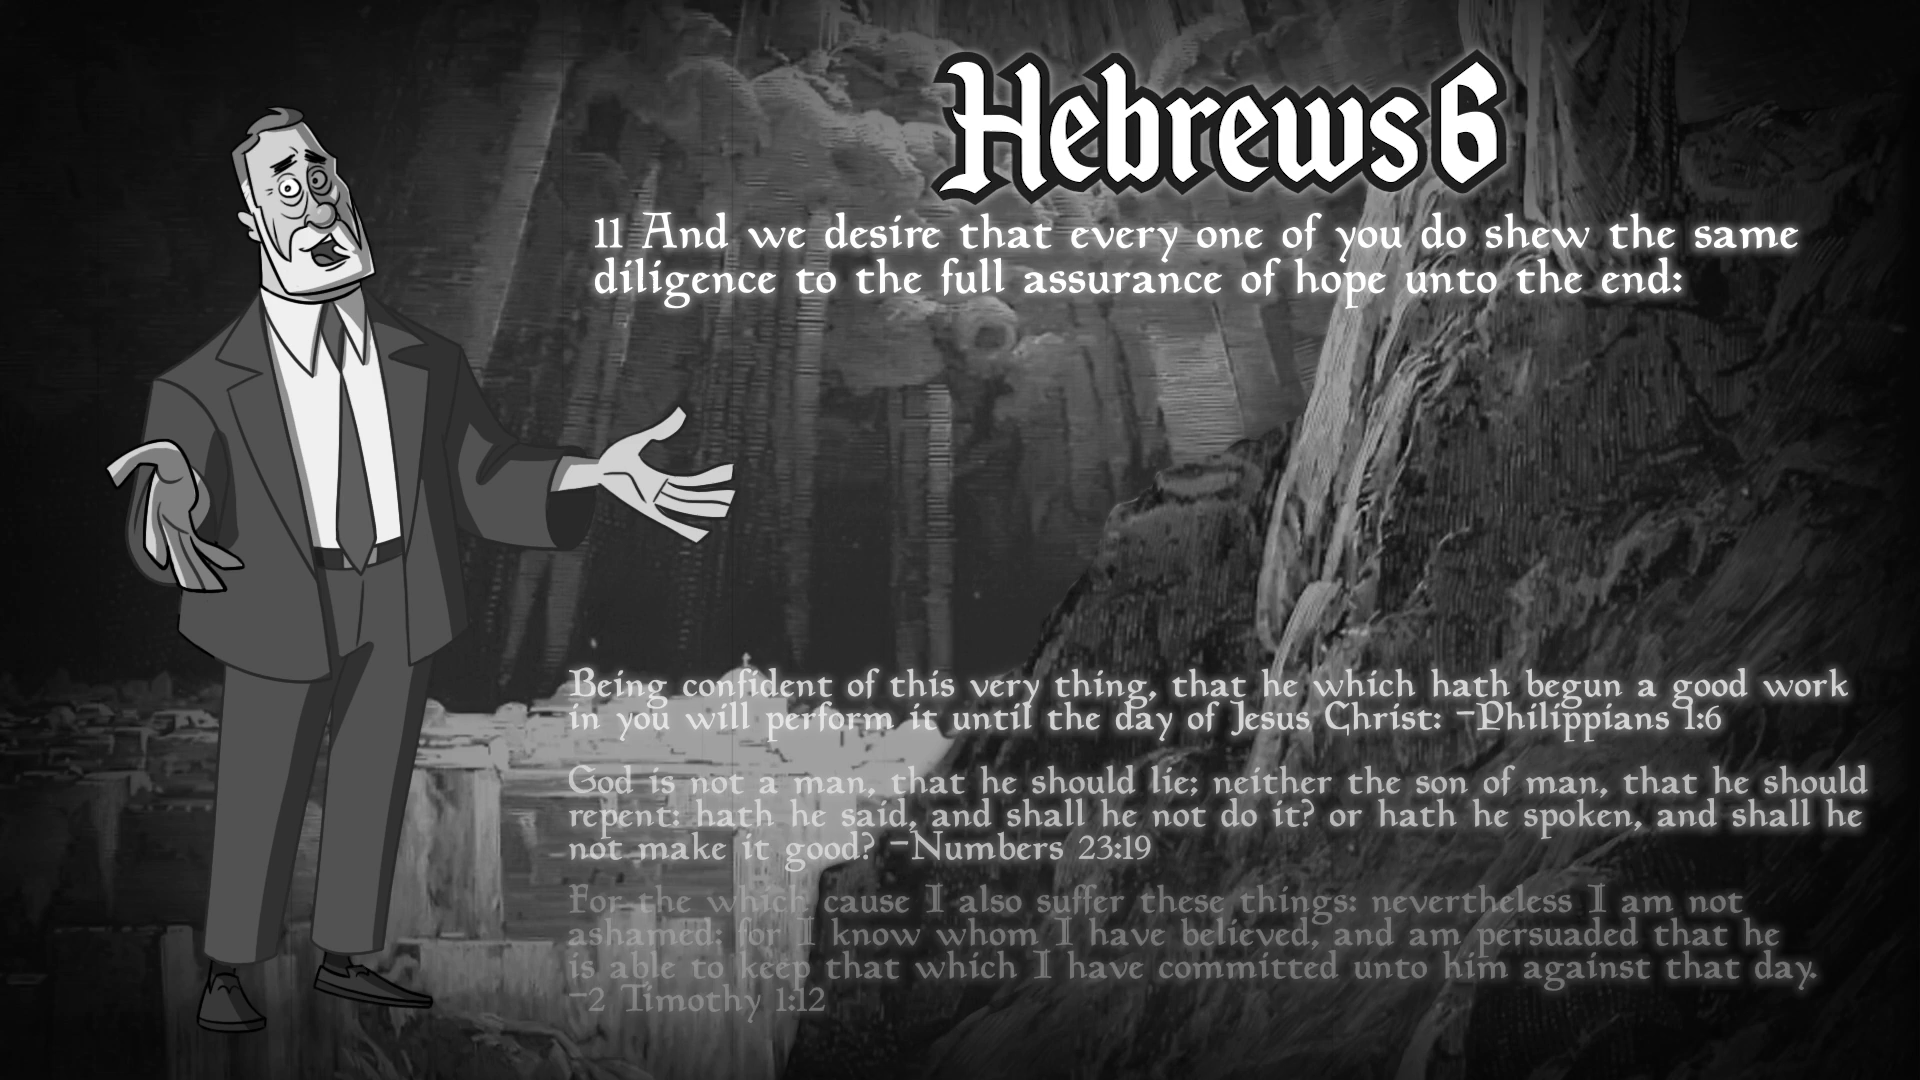 Hebrews 6
11 And we desire that every one of you do shew the same
diligence to the full assurance of hope unto the end:
Being confident of this very thing, that he which hath begun a good work
in you will perform it until the day of Jesus Christ: -Philippians 1:6
God is not a man, that he should lie; neither the son of man, that he should
repent: hath he said, and shall he not do it? or hath he spoken, and shall he
not make it good? -Numbers 23:19
For the which cause I also suffer these things: nevertheless I am not
ashamed: for I know whom I have believed, and am persuaded that he
is able to keep that which I have committed unto him against that day.
-2 Timothy 1:12